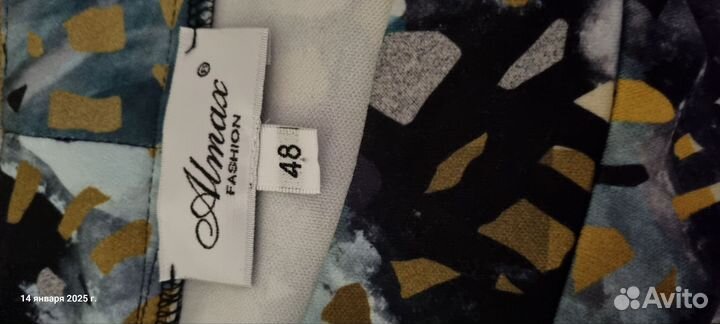 Almax®
FASHION
48
14 января 2025 г.
Avito